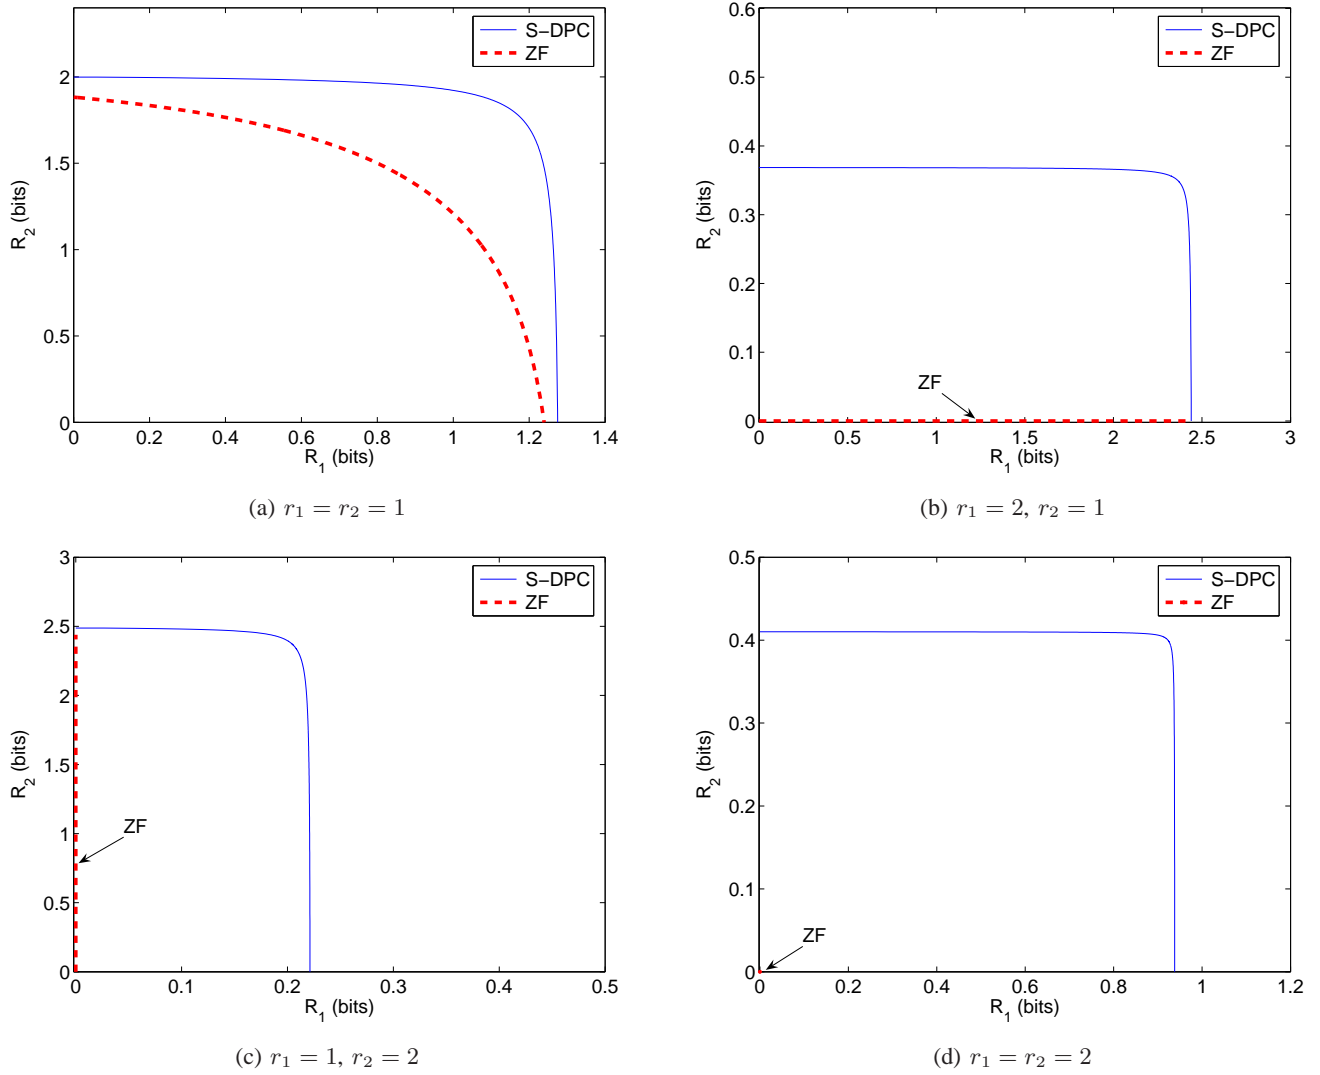 S−DPC
ZF
2
1.5
1
0.5
0
0 0.2 0.4 0.6 0.8 1 1.2 1.4
R2 (bits)
R1 (bits)
(a) r1 = r2 = 1
S−DPC
ZF
0.6
0.5
0.4
0.3
0.2
0.1
0
ZF
0 0.5 1 1.5 2 2.5 3
R2 (bits)
R1 (bits)
(b) r1 = 2, r2 = 1
S−DPC
ZF
3
2.5
2
1.5
1
0.5
0
ZF
0 0.1 0.2 0.3 0.4 0.5
R2 (bits)
R1 (bits)
(c) r1 = 1, r2 = 2
S−DPC
ZF
0.5
0.4
0.3
0.2
0.1
0
ZF
0 0.2 0.4 0.6 0.8 1 1.2
R2 (bits)
R1 (bits)
(d) r1 = r2 = 2